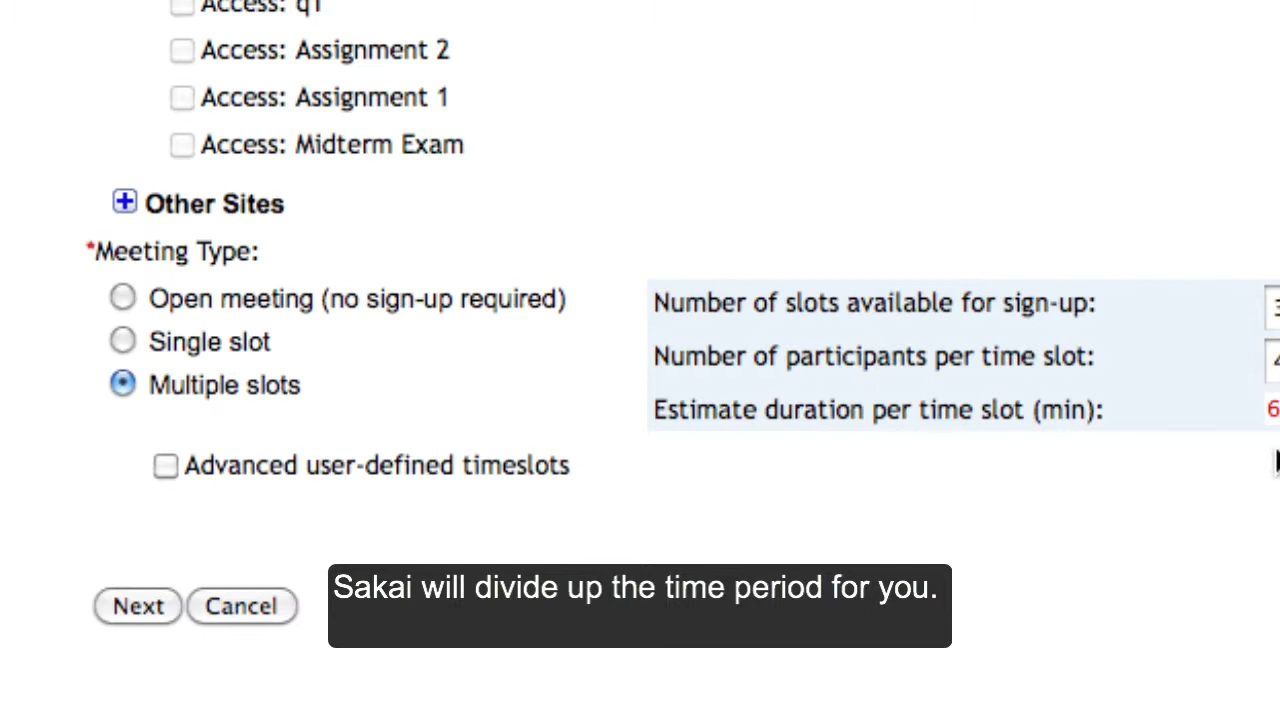 Access: q1
Access: Assignment 2
Access: Assignment 1
Access: Midterm Exam
Other Sites
*Meeting Type:
Open meeting (no sign-up required)
Single slot
Multiple slots
Number of slots available for sign-up:
Number of participants per time slot:
Estimate duration per time slot (min):
Advanced user-defined timeslots
Next
Cancel
Sakai will divide up the time period for you.